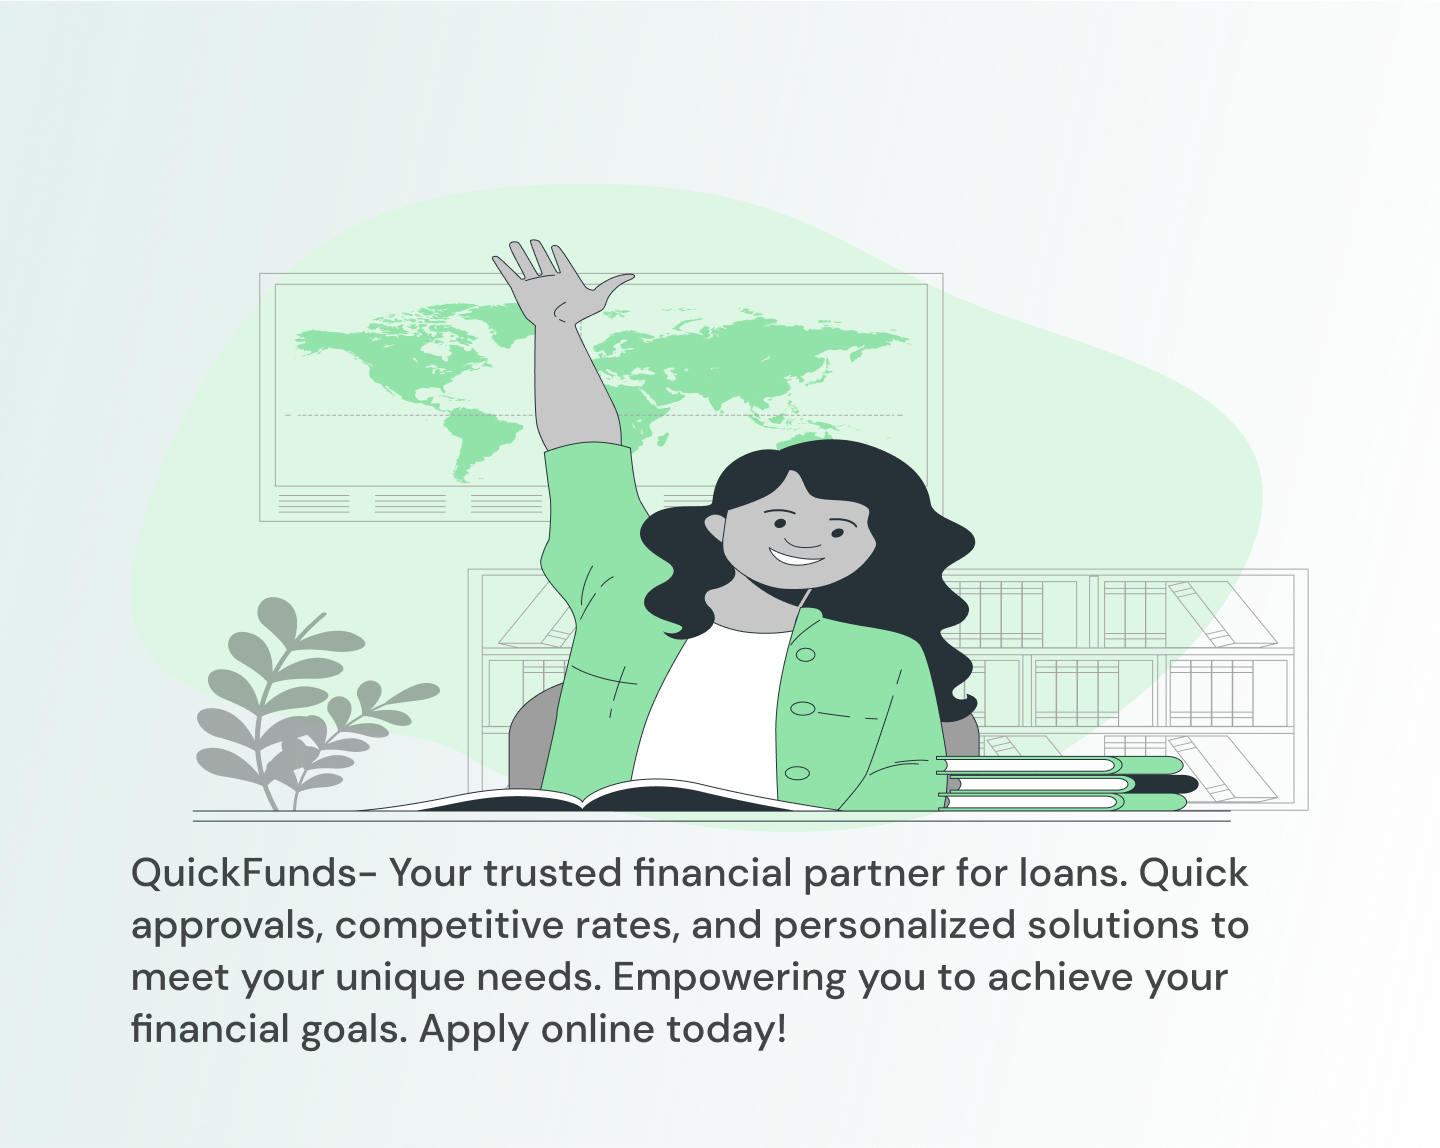 QuickFunds- Your trusted financial partner for loans. Quick
approvals, competitive rates, and personalized solutions to
meet your unique needs. Empowering you to achieve your
financial goals. Apply online today!